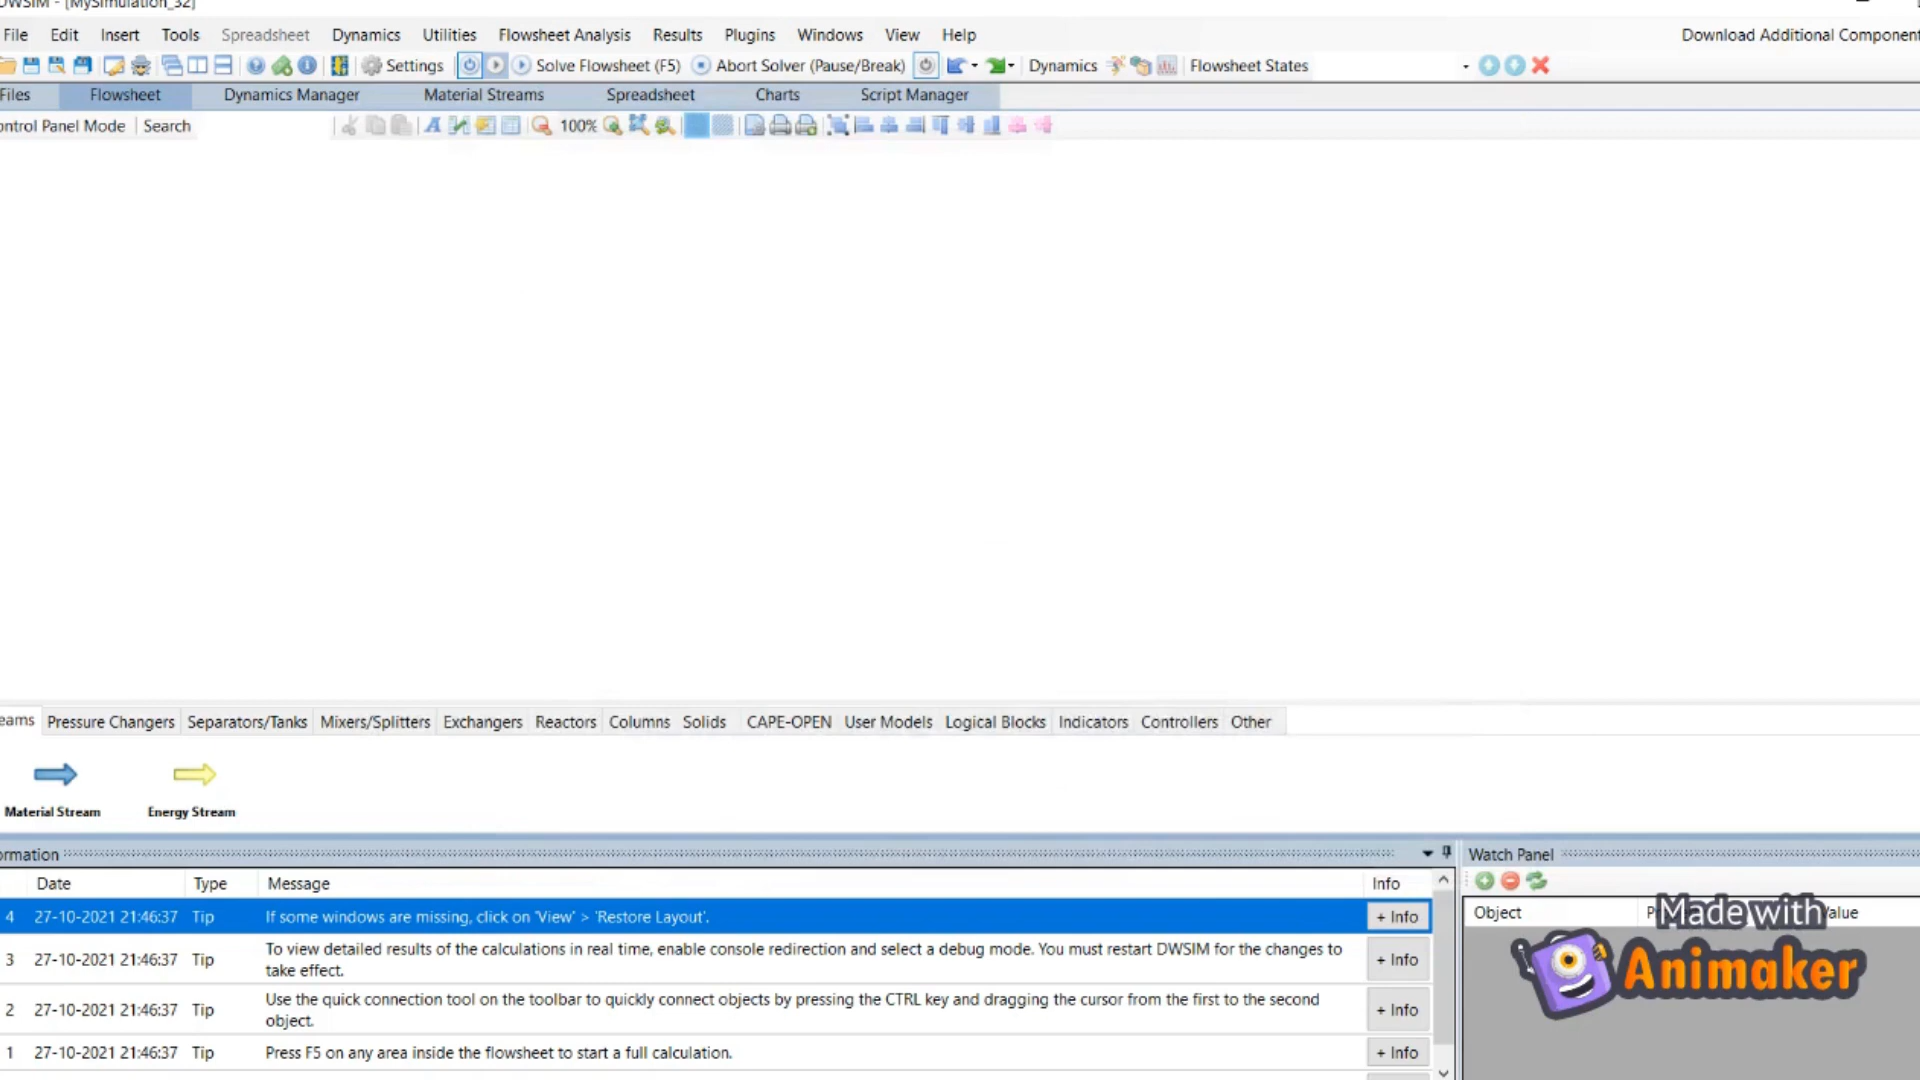 DWSIM - [MySimulation_32]
File Edit Insert Tools Spreadsheet Dynamics Utilities Flowsheet Analysis Results Plugins Windows View Help Download Additional Component
Settings Solve Flowsheet (F5) Abort Solver (Pause/Break) Dynamics Flowsheet States
Files Flowsheet Dynamics Manager Material Streams Spreadsheet Charts Script Manager
ontrol Panel Mode Search 100%
eams Pressure Changers Separators/Tanks Mixers/Splitters Exchangers Reactors Columns Solids CAPE-OPEN User Models Logical Blocks Indicators Controllers Other
Material Stream Energy Stream
ormation Watch Panel
Date Type Message Info
Object Value
4 27-10-2021 21:46:37 Tip If some windows are missing, click on 'View' > 'Restore Layout'. + Info
3 27-10-2021 21:46:37 Tip To view detailed results of the calculations in real time, enable console redirection and select a debug mode. You must restart DWSIM for the changes to
take effect. + Info
2 27-10-2021 21:46:37 Tip Use the quick connection tool on the toolbar to quickly connect objects by pressing the CTRL key and dragging the cursor from the first to the second
object. + Info
1 27-10-2021 21:46:37 Tip Press F5 on any area inside the flowsheet to start a full calculation. + Info
Made with
Animaker